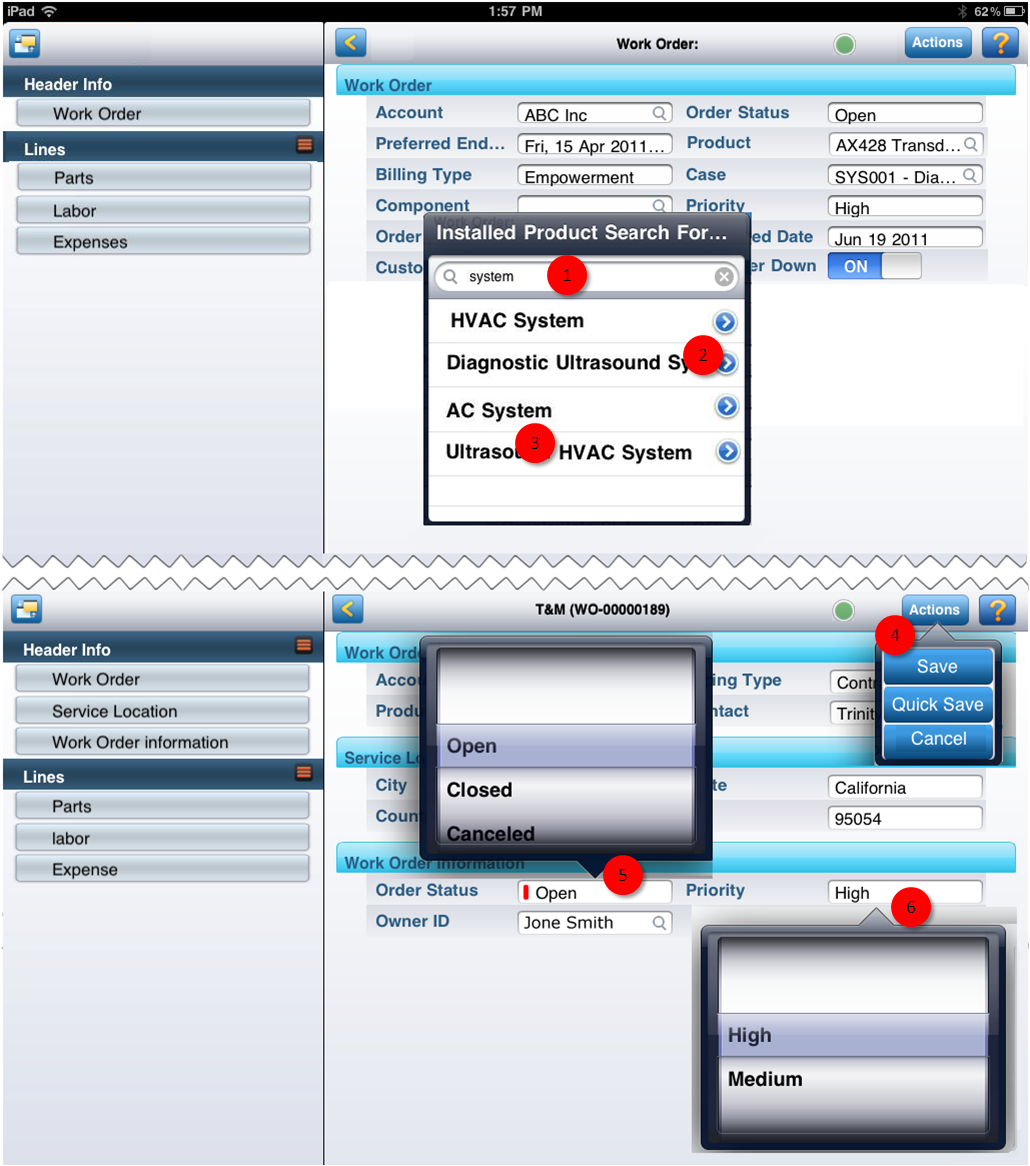 iPad 1:57 PM 62%
Work Order: Actions ?
Header Info
Work Order
Lines
Parts
Labor
Expenses
Work Order
Account ABC Inc Order Status Open
Preferred End... Fri, 15 Apr 2011... Product AX428 Transd...
Billing Type Empowerment Case SYS001 - Dia...
Component Priority High
Order ed Date Jun 19 2011
Custo er Down ON
Work Order:
Installed Product Search For...
system 1
HVAC System
Diagnostic Ultrasound Sy 2
AC System
Ultraso 3 HVAC System
T&M (WO-00000189) Actions ?
Header Info
Work Order
Service Location
Work Order information
Lines
Parts
labor
Expense
4
Save
Quick Save
Cancel
Work Orde
Accou ing Type Contr
Produ ntact Trinit
Service Lo
City te California
Coun 95054
Open
Closed
Canceled
Work Order Information
5
Order Status Open Priority High
6
Owner ID Jone Smith
High
Medium